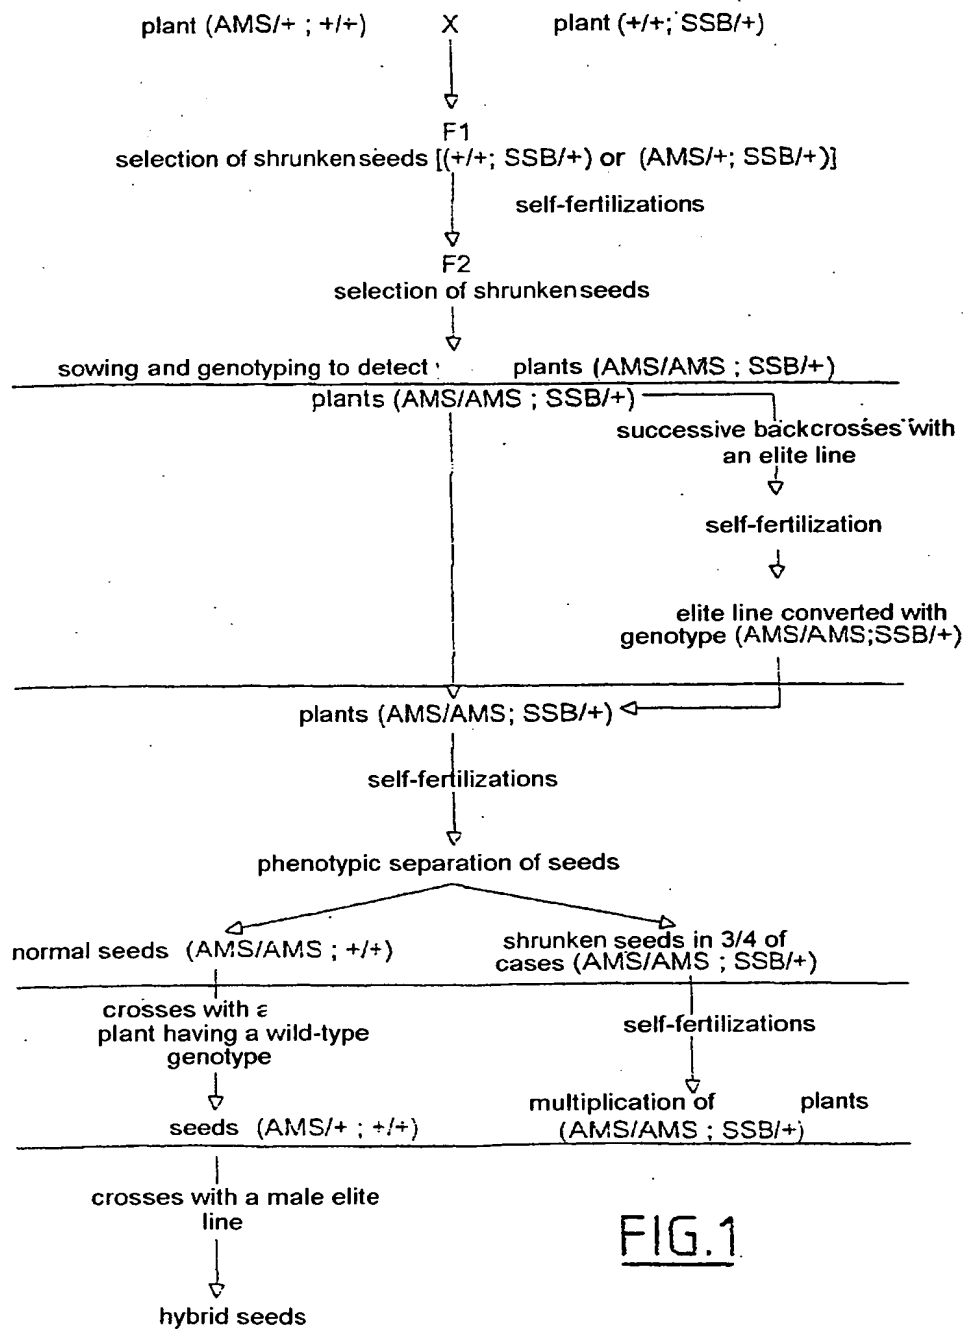 plant (AMS/+ ; +/+) X plant (+/+; SSB/+)
F1
selection of shrunken seeds [(+/+; SSB/+) or (AMS/+; SSB/+)]
self-fertilizations
F2
selection of shrunken seeds
sowing and genotyping to detect plants (AMS/AMS ; SSB/+)
plants (AMS/AMS ; SSB/+)
successive backcrosses with
an elite line
self-fertilization
elite line converted with
genotype (AMS/AMS;SSB/+)
plants (AMS/AMS; SSB/+)
self-fertilizations
phenotypic separation of seeds
normal seeds (AMS/AMS ; +/+)
shrunken seeds in 3/4 of
cases (AMS/AMS ; SSB/+)
crosses with a
plant having a wild-type
genotype
self-fertilizations
seeds (AMS/+ ; +/+)
multiplication of plants
(AMS/AMS ; SSB/+)
crosses with a male elite
line
hybrid seeds
FIG.1